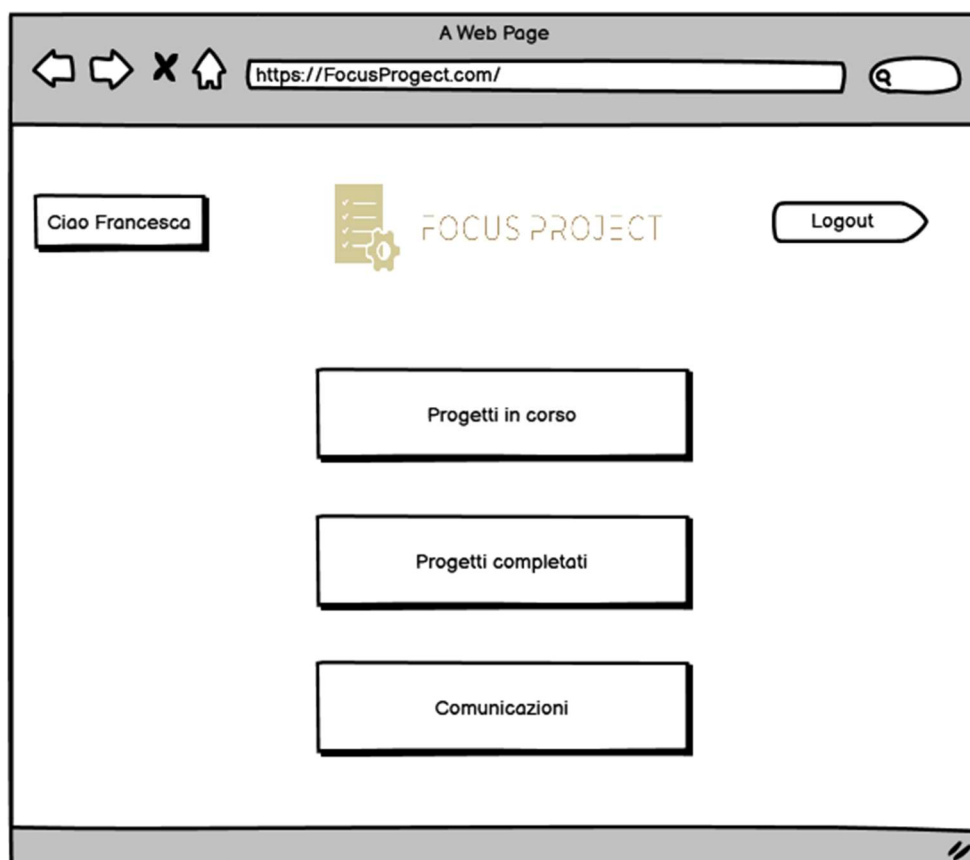 A Web Page
https://FocusProgect.com/
Ciao Francesca
FOCUS PROJECT
Logout
Progetti in corso
Progetti completati
Comunicazioni